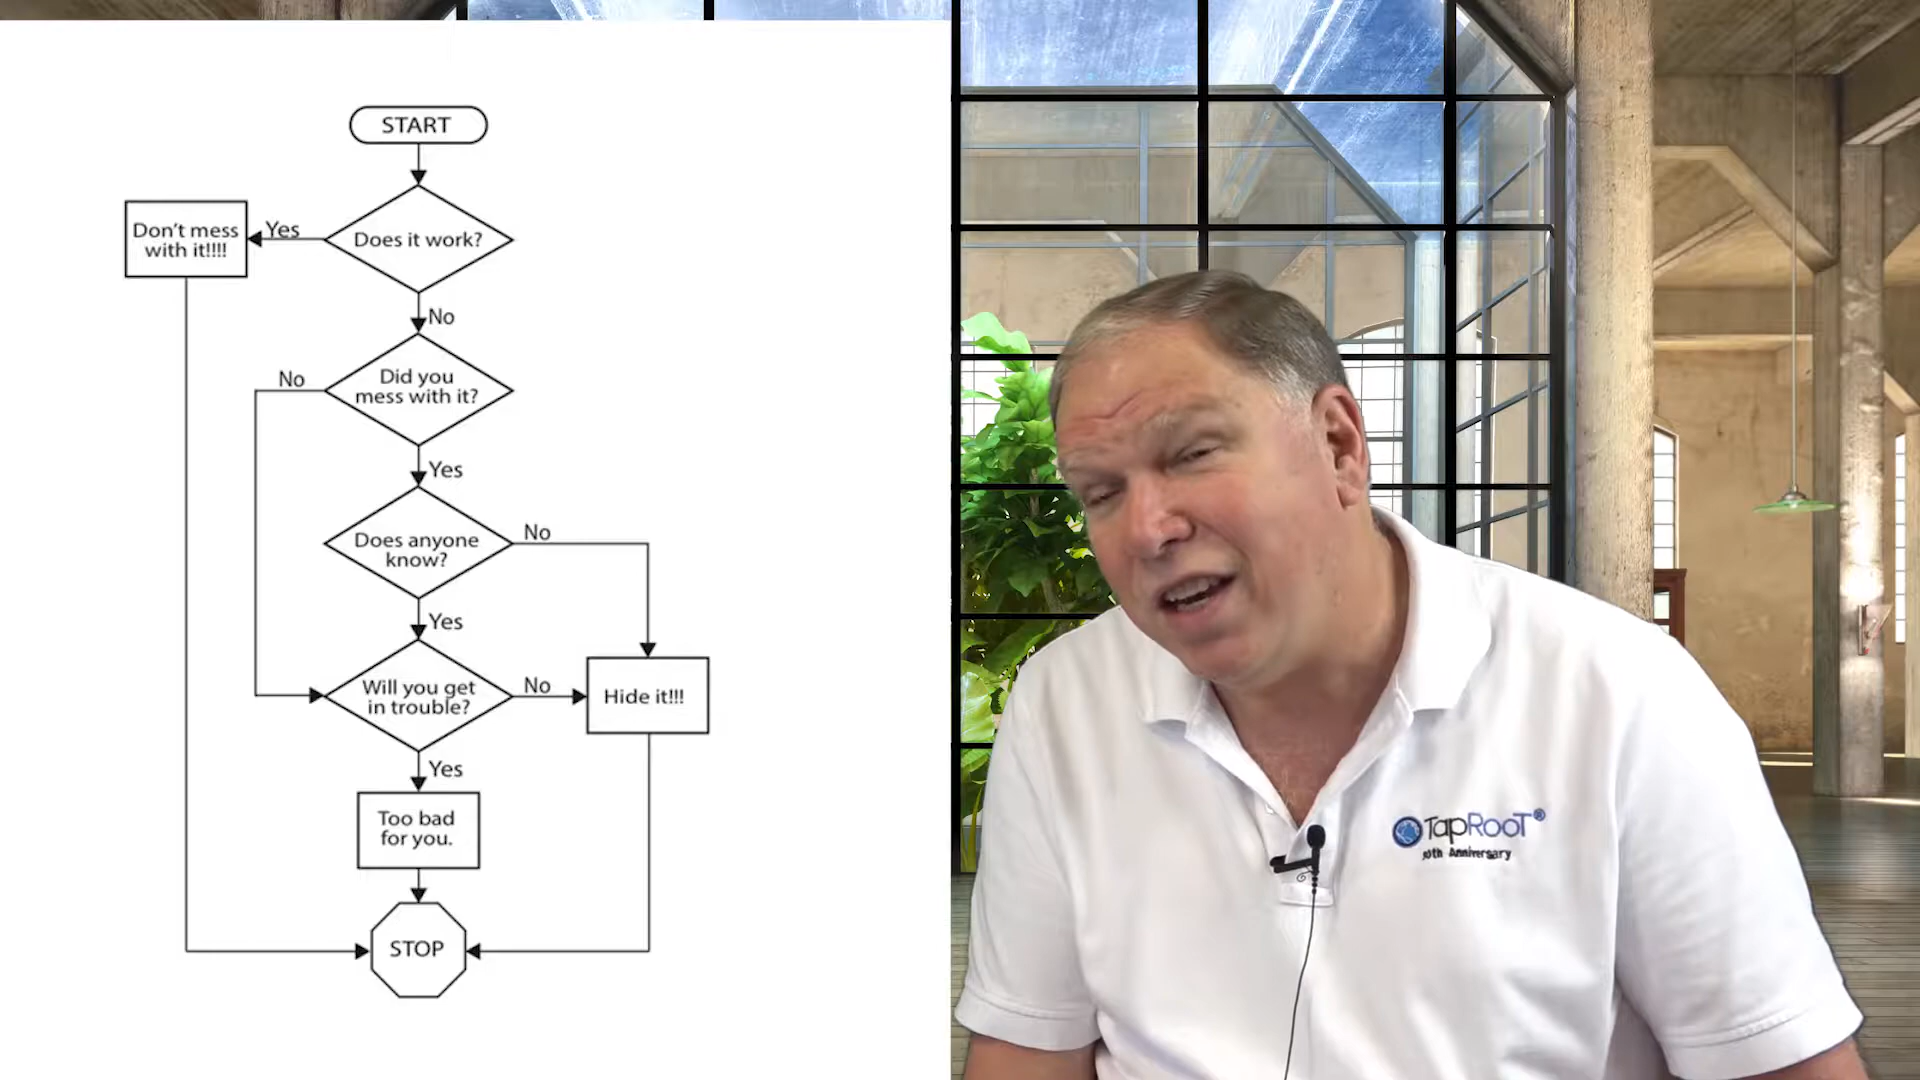 START
Does it work?
Yes
Don't mess
with it!!!!
No
Did you
mess with it?
No
Yes
Does anyone
know?
No
Yes
Will you get
in trouble?
No
Hide it!!!
Yes
Too bad
for you.
STOP
TapRooT®
Anniversary